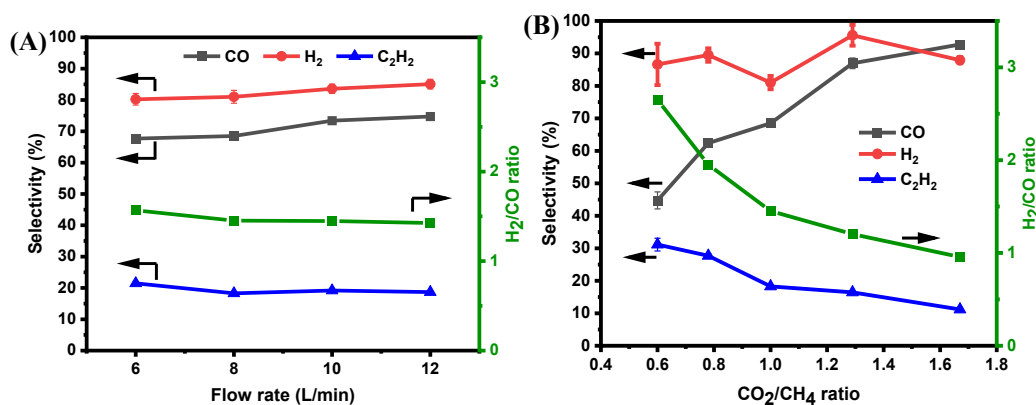 (A)
CO H₂ C₂H₂
Selectivity (%)
100
90
80
70
60
50
40
30
20
10
0
6 8 10 12
Flow rate (L/min)
3
2
1
0
H₂/CO ratio
(B)
CO
H₂
C₂H₂
Selectivity (%)
100
90
80
70
60
50
40
30
20
10
0
0.4 0.6 0.8 1.0 1.2 1.4 1.6 1.8
CO₂/CH₄ ratio
3
2
1
0
H₂/CO ratio